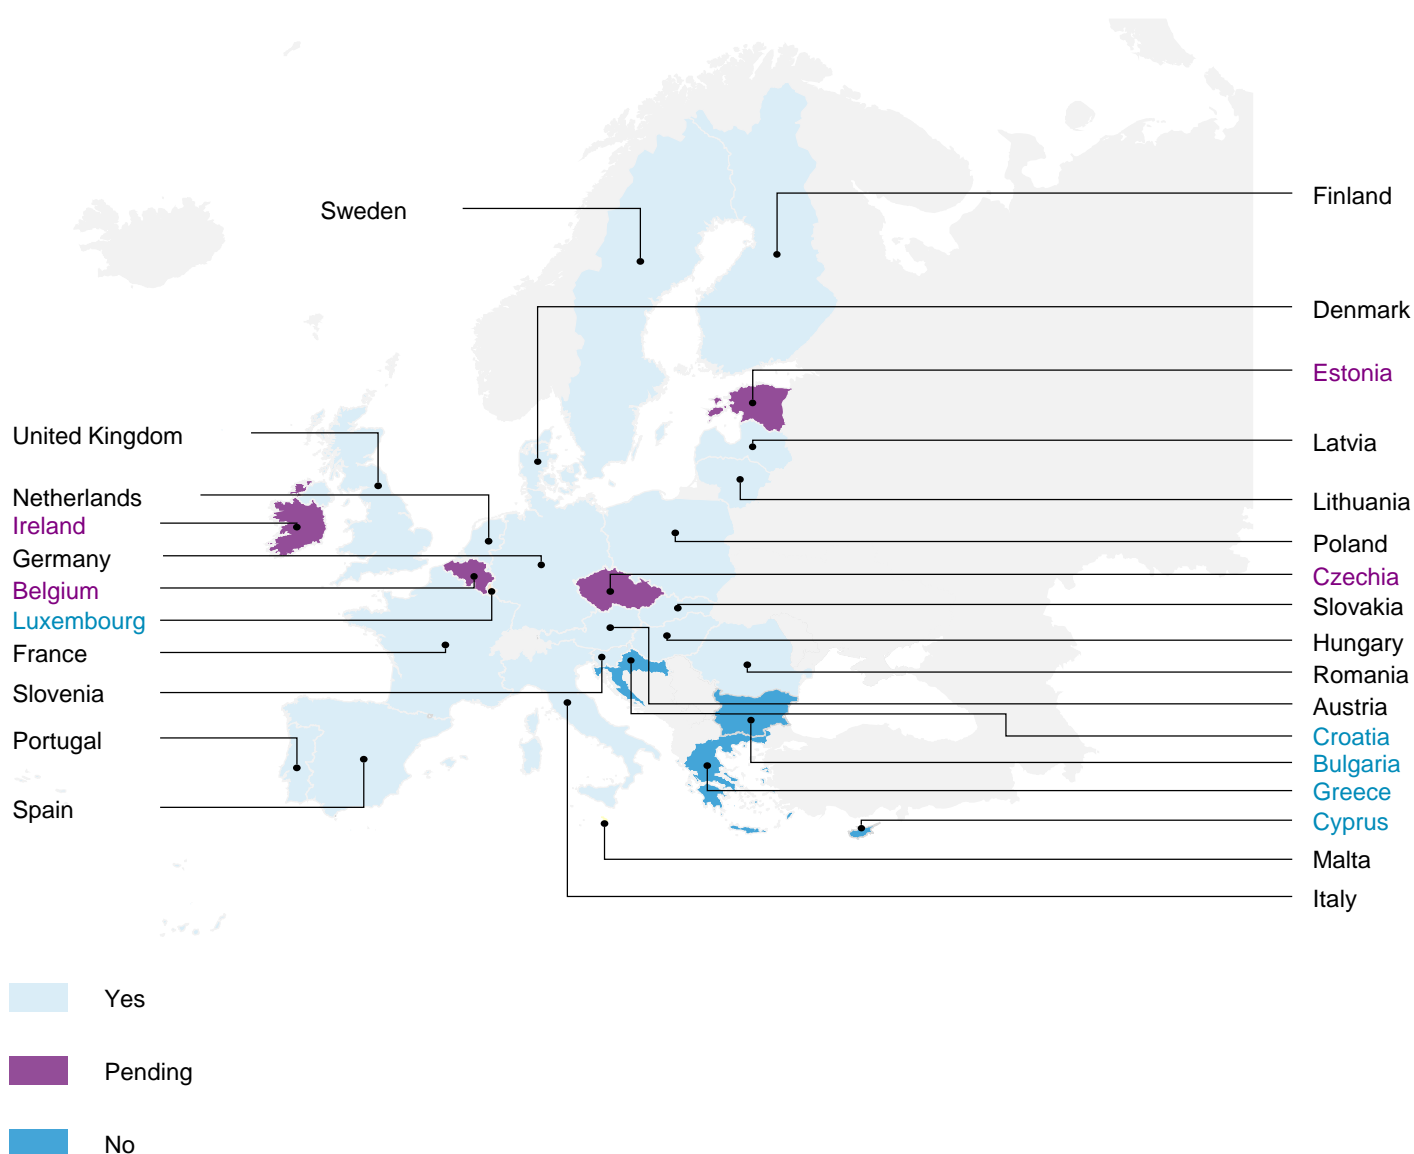 Sweden
United Kingdom
Netherlands
Ireland
Germany
Belgium
Luxembourg
France
Slovenia
Portugal
Spain
Finland
Denmark
Estonia
Latvia
Lithuania
Poland
Czechia
Slovakia
Hungary
Romania
Austria
Croatia
Bulgaria
Greece
Cyprus
Malta
Italy
Yes
Pending
No